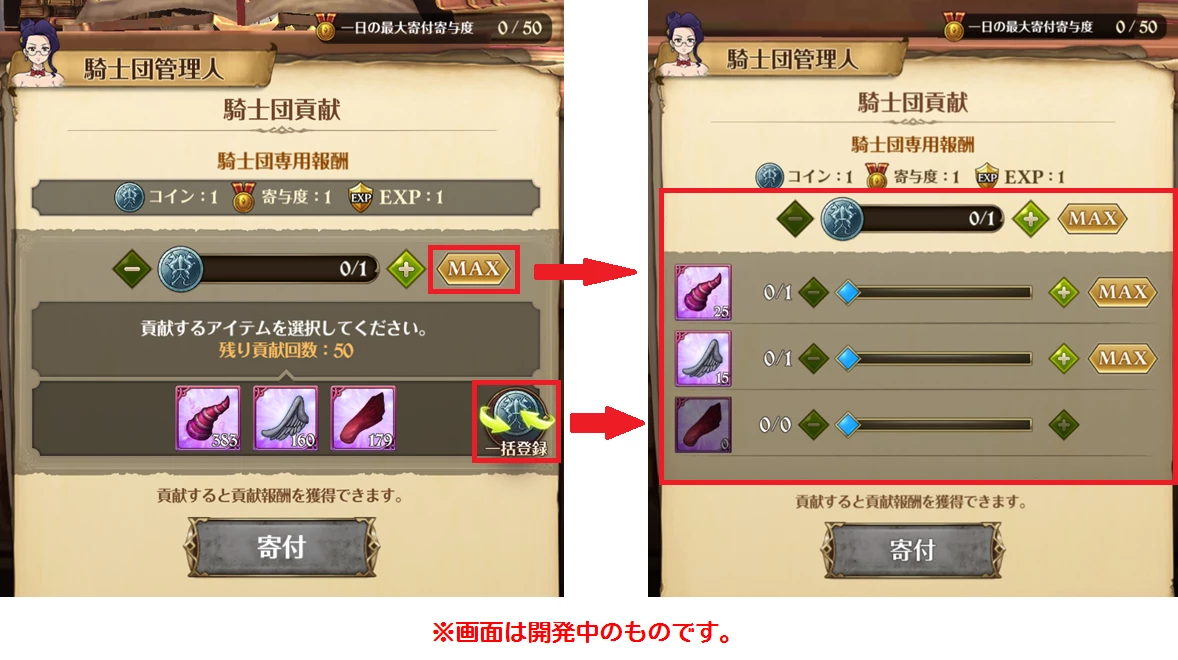 一日の最大寄付寄与度 0/50
騎士団管理人
騎士団貢献
騎士団専用報酬
コイン:1 寄与度:1 EXP EXP:1
0/1 MAX
貢献するアイテムを選択してください。
残り貢献回数:50
383 160 179
一括登録
貢献すると貢献報酬を獲得できます。
寄付
一日の最大寄付寄与度 0/50
騎士団管理人
騎士団貢献
騎士団専用報酬
コイン:1 寄与度:1 EXP EXP:1
0/1 MAX
25 0/1 MAX
15 0/1 MAX
0 0/0
貢献すると貢献報酬を獲得できます。
寄付
※画面は開発中のものです。